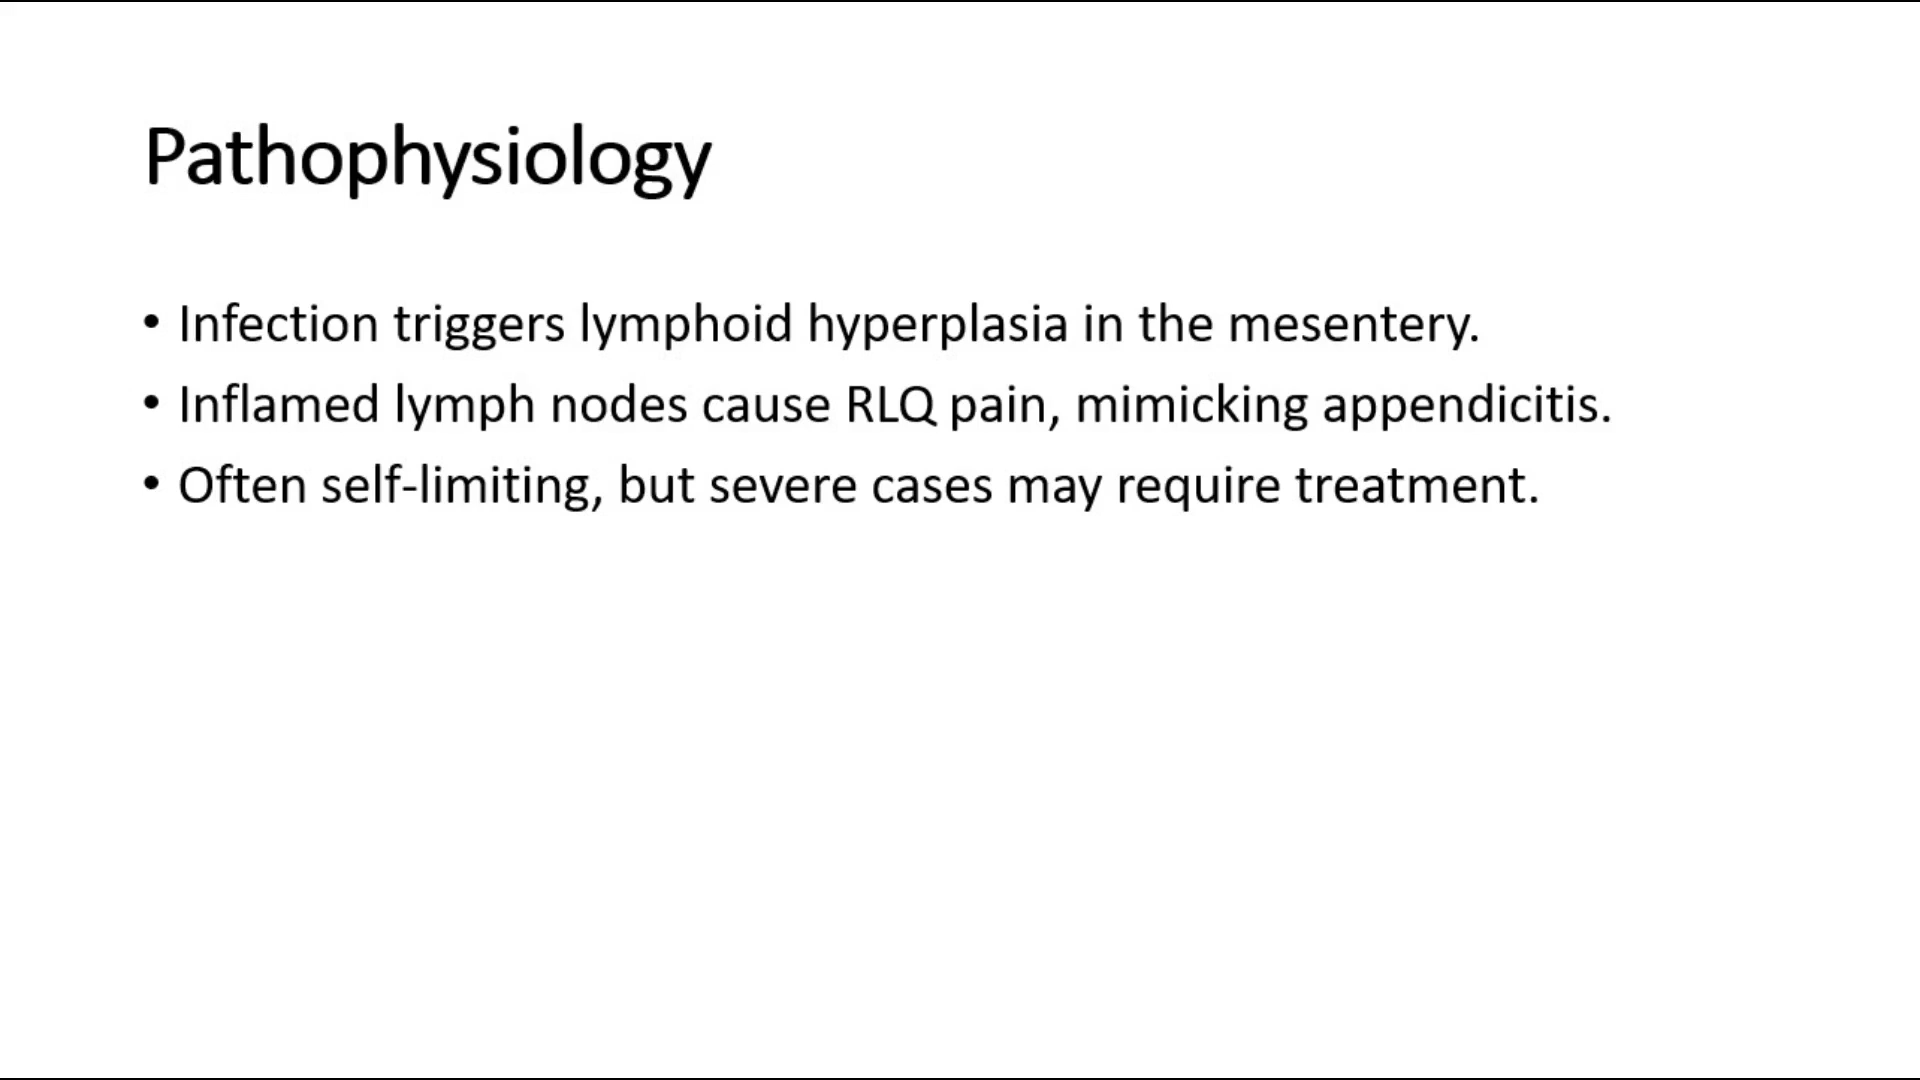 Pathophysiology
• Infection triggers lymphoid hyperplasia in the mesentery.
• Inflamed lymph nodes cause RLQ pain, mimicking appendicitis.
• Often self-limiting, but severe cases may require treatment.